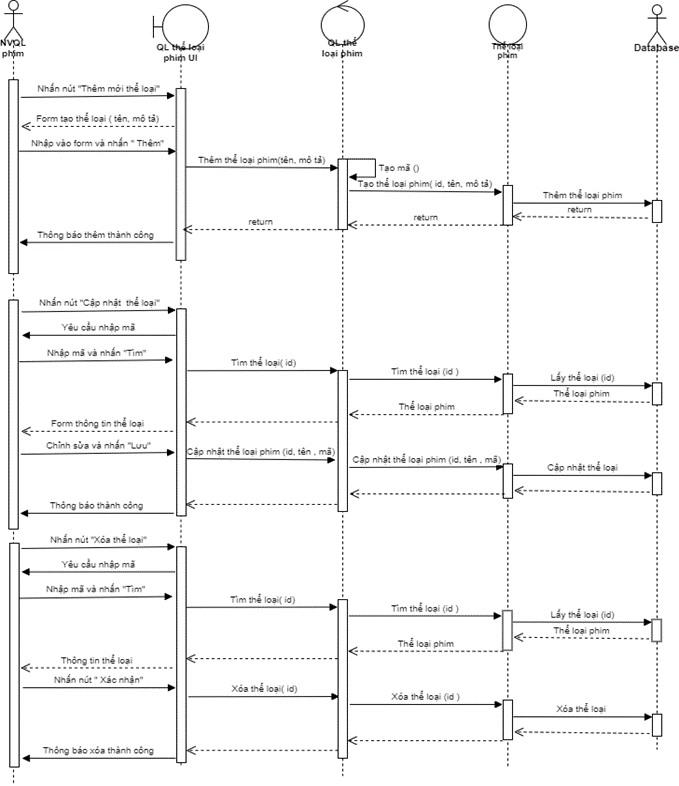 NVQL
phim
QL thể loại
phim UI
QL thể
loại phim
Thể loại
phim
Database
Nhấn nút "Thêm mới thể loại"
Form tạo thể loại ( tên, mô tả)
Nhập vào form và nhấn " Thêm"
Thêm thể loại phim(tên, mô tả)
Tạo mã ()
Tạo thể loại phim( id, tên, mô tả)
Thêm thể loại phim
return
return
return
Thông báo thêm thành công
Nhấn nút "Cập nhật thể loại"
Yêu cầu nhập mã
Nhập mã và nhấn "Tìm"
Tìm thể loại( id)
Tìm thể loại (id )
Lấy thể loại (id)
Thể loại phim
Thể loại phim
Form thông tin thể loại
Chỉnh sửa và nhấn "Lưu"
Cập nhật thể loại phim (id, tên , mã)
Cập nhật thể loại phim (id, tên , mã)
Cập nhật thể loại
Thông báo thành công
Nhấn nút "Xóa thể loại"
Yêu cầu nhập mã
Nhập mã và nhấn "Tìm"
Tìm thể loại( id)
Tìm thể loại (id )
Lấy thể loại (id)
Thể loại phim
Thể loại phim
Thông tin thể loại
Nhấn nút " Xác nhận"
Xóa thể loại( id)
Xóa thể loại (id )
Xóa thể loại
Thông báo xóa thành công